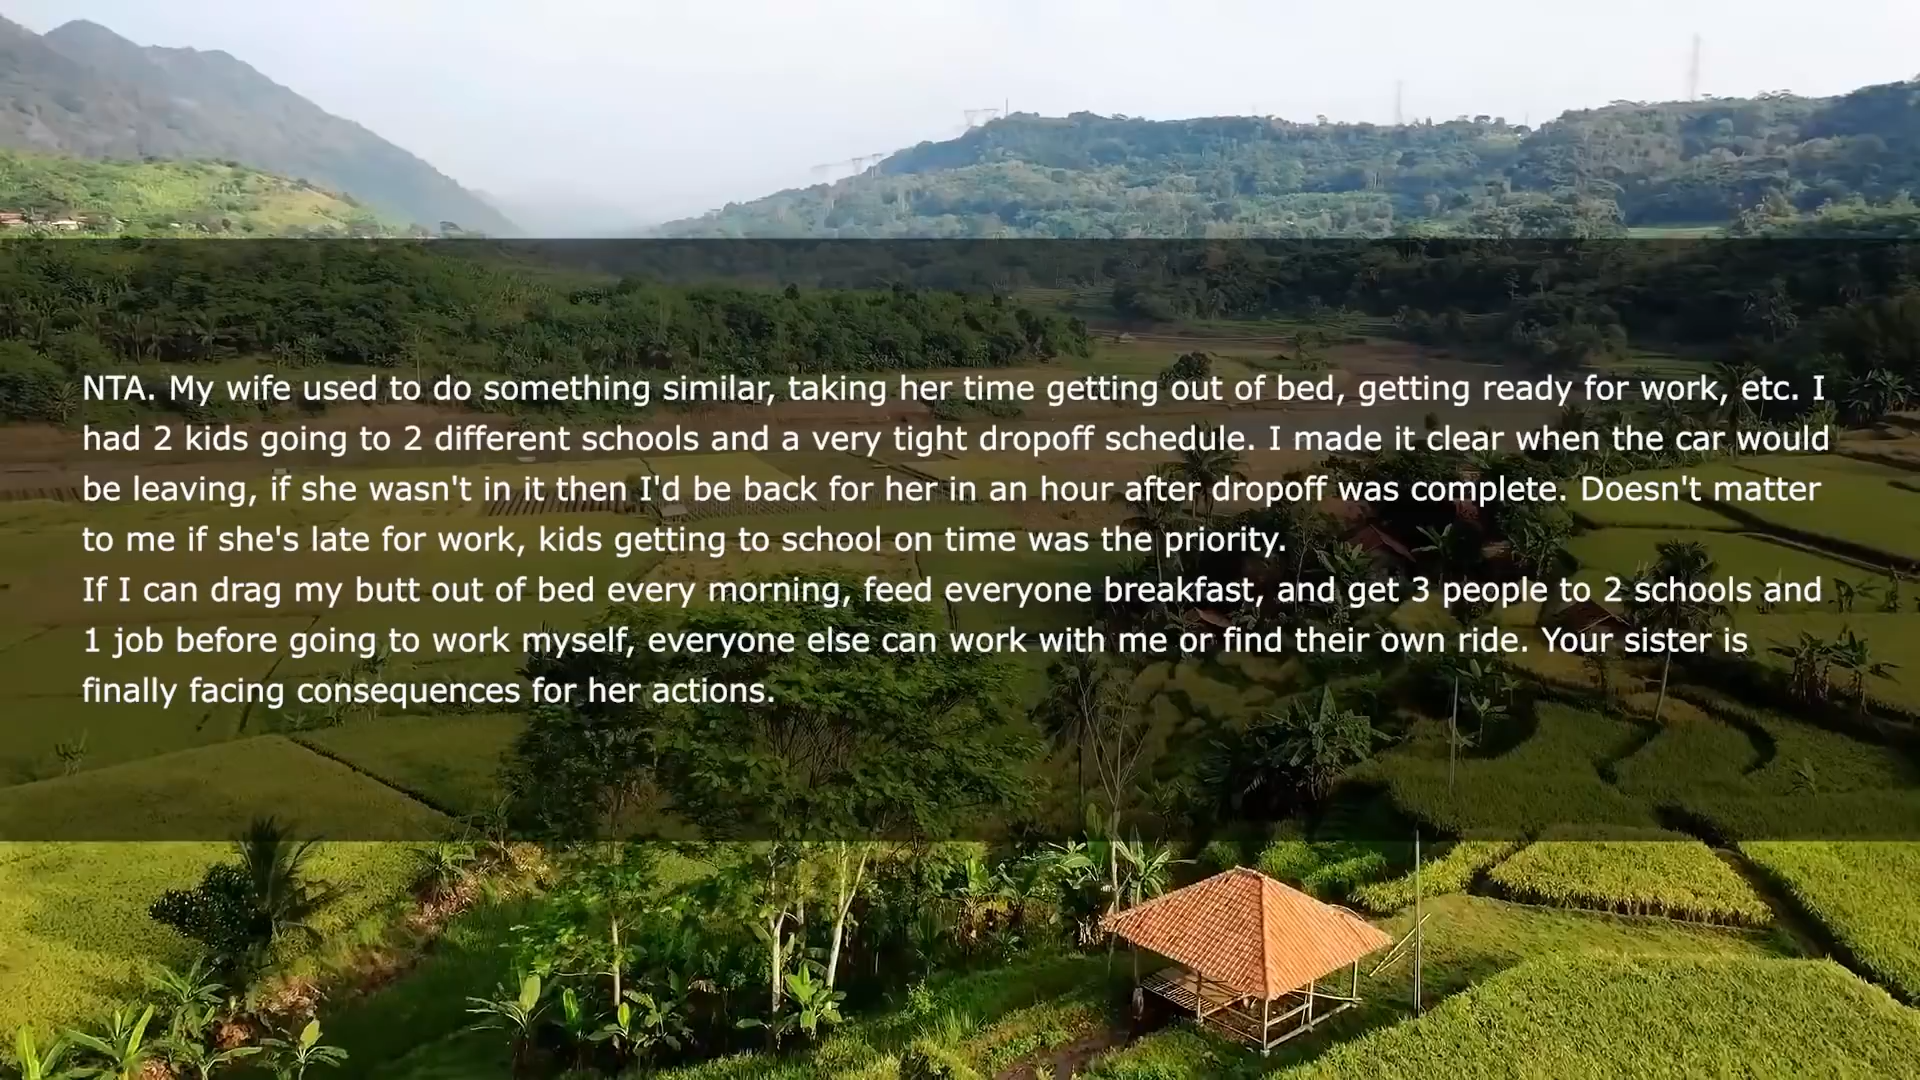 NTA. My wife used to do something similar, taking her time getting out of bed, getting ready for work, etc. I
had 2 kids going to 2 different schools and a very tight dropoff schedule. I made it clear when the car would
be leaving, if she wasn't in it then I'd be back for her in an hour after dropoff was complete. Doesn't matter
to me if she's late for work, kids getting to school on time was the priority.
If I can drag my butt out of bed every morning, feed everyone breakfast, and get 3 people to 2 schools and
1 job before going to work myself, everyone else can work with me or find their own ride. Your sister is
finally facing consequences for her actions.